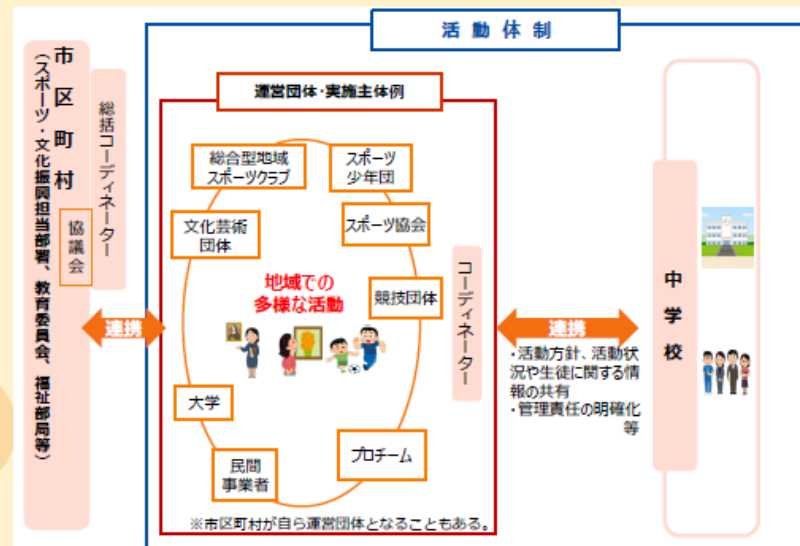 活動体制
市区町村
（スポーツ・文化振興担当部署、教育委員会、福祉部局等）
協議会
総括コーディネーター
連携
運営団体・実施主体例
総合型地域
スポーツクラブ
スポーツ
少年団
文化芸術
団体
スポーツ協会
競技団体
地域での
多様な活動
大学
民間
事業者
プロチーム
コーディネーター
※市区町村が自ら運営団体となることもある。
連携
・活動方針、活動状
況や生徒に関する情
報の共有
・管理責任の明確化
等
中学校